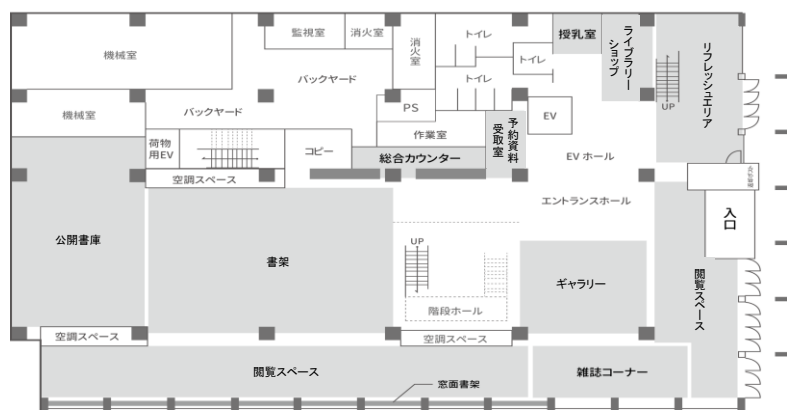 機械室
監視室
消火室
消火室
トイレ
授乳室
ライブラリーショップ
リフレッシュエリア
バックヤード
トイレ
トイレ
UP
機械室
バックヤード
PS
EV
作業室
予約資料受取室
荷物用EV
コピー
総合カウンター
EV ホール
空調スペース
エントランスホール
入口
公開書庫
書架
UP
ギャラリー
閲覧スペース
階段ホール
空調スペース
空調スペース
閲覧スペース
雑誌コーナー
窓面書架